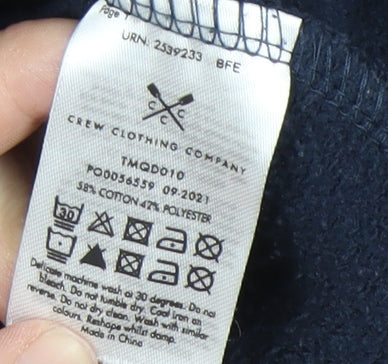 Page 1
URN: 2539233 BFE
C C
C C
CREW CLOTHING COMPANY
TMQD010
PO0056559 09.2021
58% COTTON 42% POLYESTER
30
Delicate machine wash at 30 degrees. Do not
bleach. Do not tumble dry. Cool iron on
reverse. Do not dry clean. Wash with similar
colours. Reshape whilst damp.
Made in China